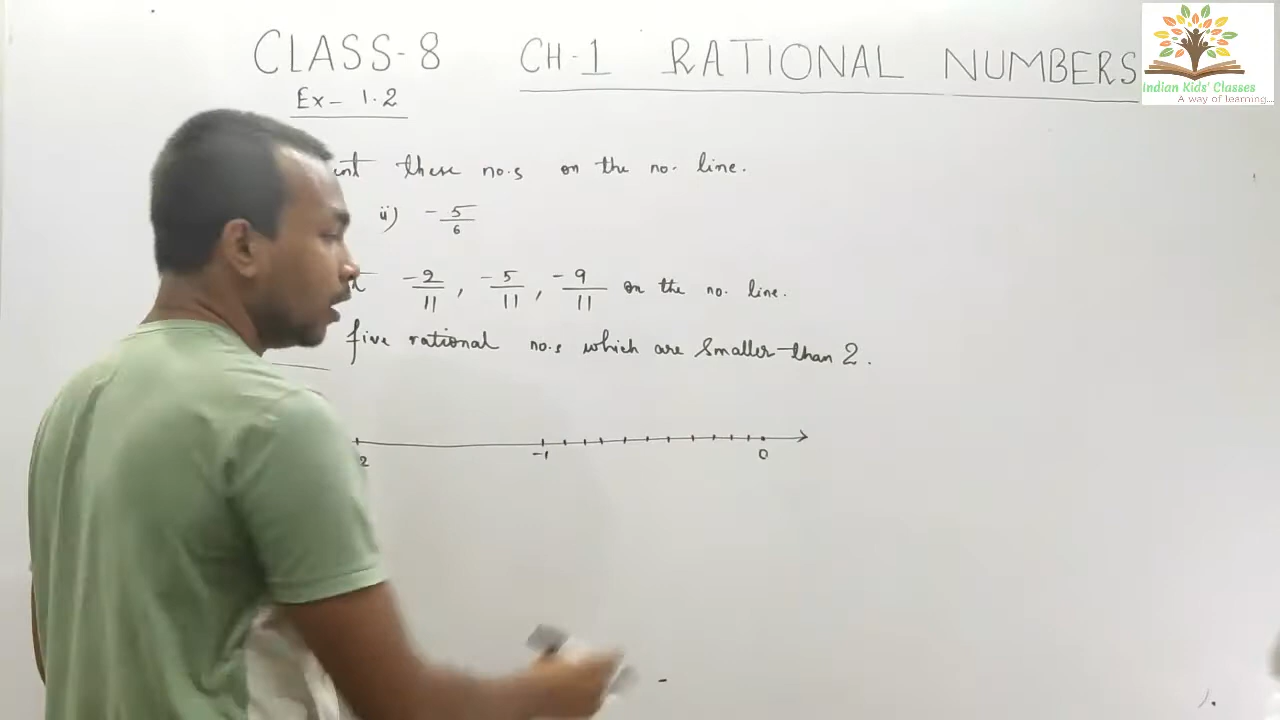 CLASS-8 CH-1 RATIONAL NUMBERS
Indian Kids' Classes
A way of learning...
Ex- 1.2
these no.s on the no. line.
ii) -5/6
-2/11, -5/11, -9/11 on the no. line.
five rational no.s which are smaller than 2.
2 -1 0